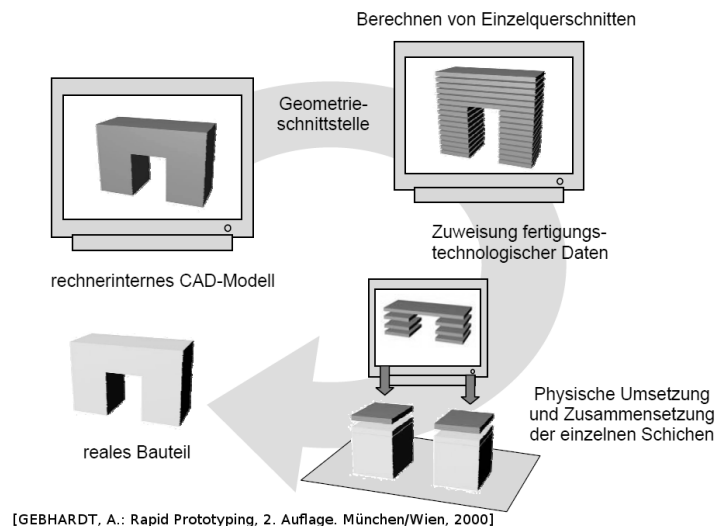 Berechnen von Einzelquerschnitten
Geometrie-
schnittstelle
rechnerinternes CAD-Modell
Zuweisung fertigungs-
technologischer Daten
Physische Umsetzung
und Zusammensetzung
der einzelnen Schichen
reales Bauteil
[GEBHARDT, A.: Rapid Prototyping, 2. Auflage. München/Wien, 2000]